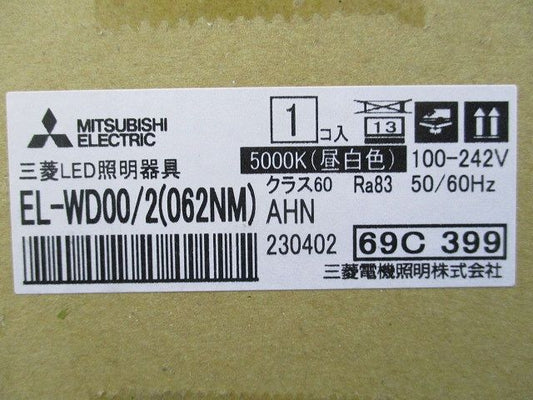 MITSUBISHI
ELECTRIC
1
コ入
13
三菱LED照明器具
5000K(昼白色)
100-242V
クラス60 Ra83 50/60Hz
EL-WD00/2(062NM)
AHN
230402
69C 399
三菱電機照明株式会社